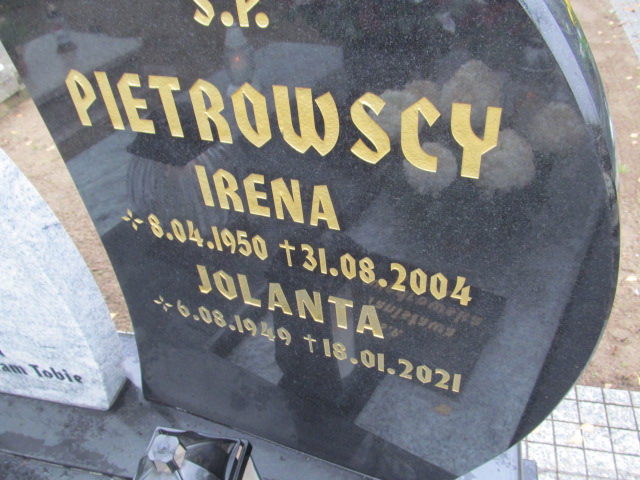 Ś.P.
PIETROWSCY
IRENA
8.04.1950 † 31.08.2004
JOLANTA
6.08.1949 † 18.01.2021
am Tobie